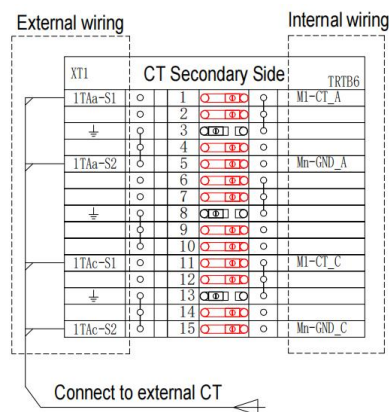 External wiring Internal wiring
XT1 CT Secondary Side TRTB6
1TAa-S1 1 M1-CT_A
2
3
4
1TAa-S2 5 Mn-GND_A
6
7
8
9
10
1TAc-S1 11 M1-CT_C
12
13
14
1TAc-S2 15 Mn-GND_C
Connect to external CT